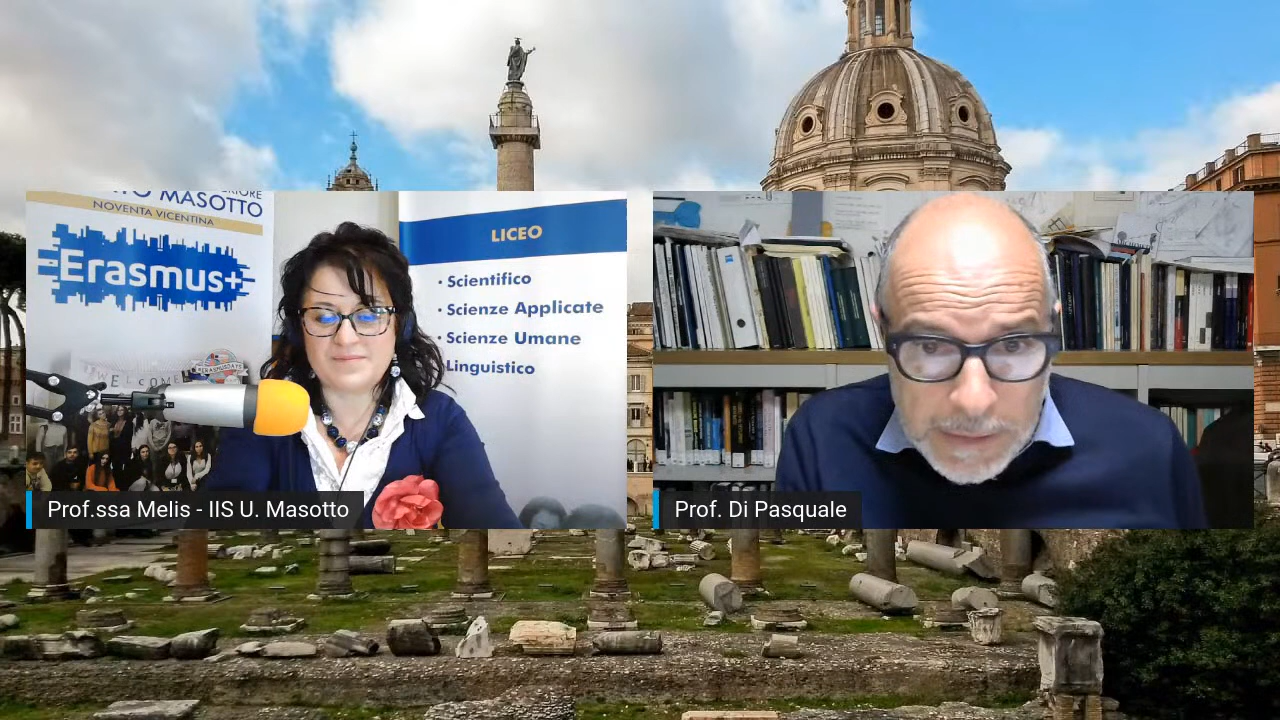 MASOTTO
NOVENTA VICENTINA
Erasmus+
WELCOME
LICEO
· Scientifico
· Scienze Applicate
· Scienze Umane
Linguistico
Prof.ssa Melis - IIS U. Masotto
Prof. Di Pasquale